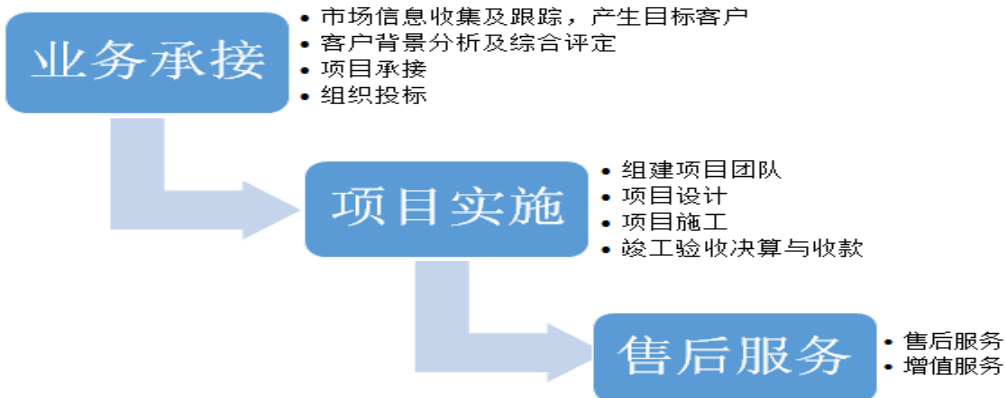 业务承接
• 市场信息收集及跟踪，产生目标客户
• 客户背景分析及综合评定
• 项目承接
• 组织投标
项目实施
• 组建项目团队
• 项目设计
• 项目施工
• 竣工验收决算与收款
售后服务
• 售后服务
• 增值服务